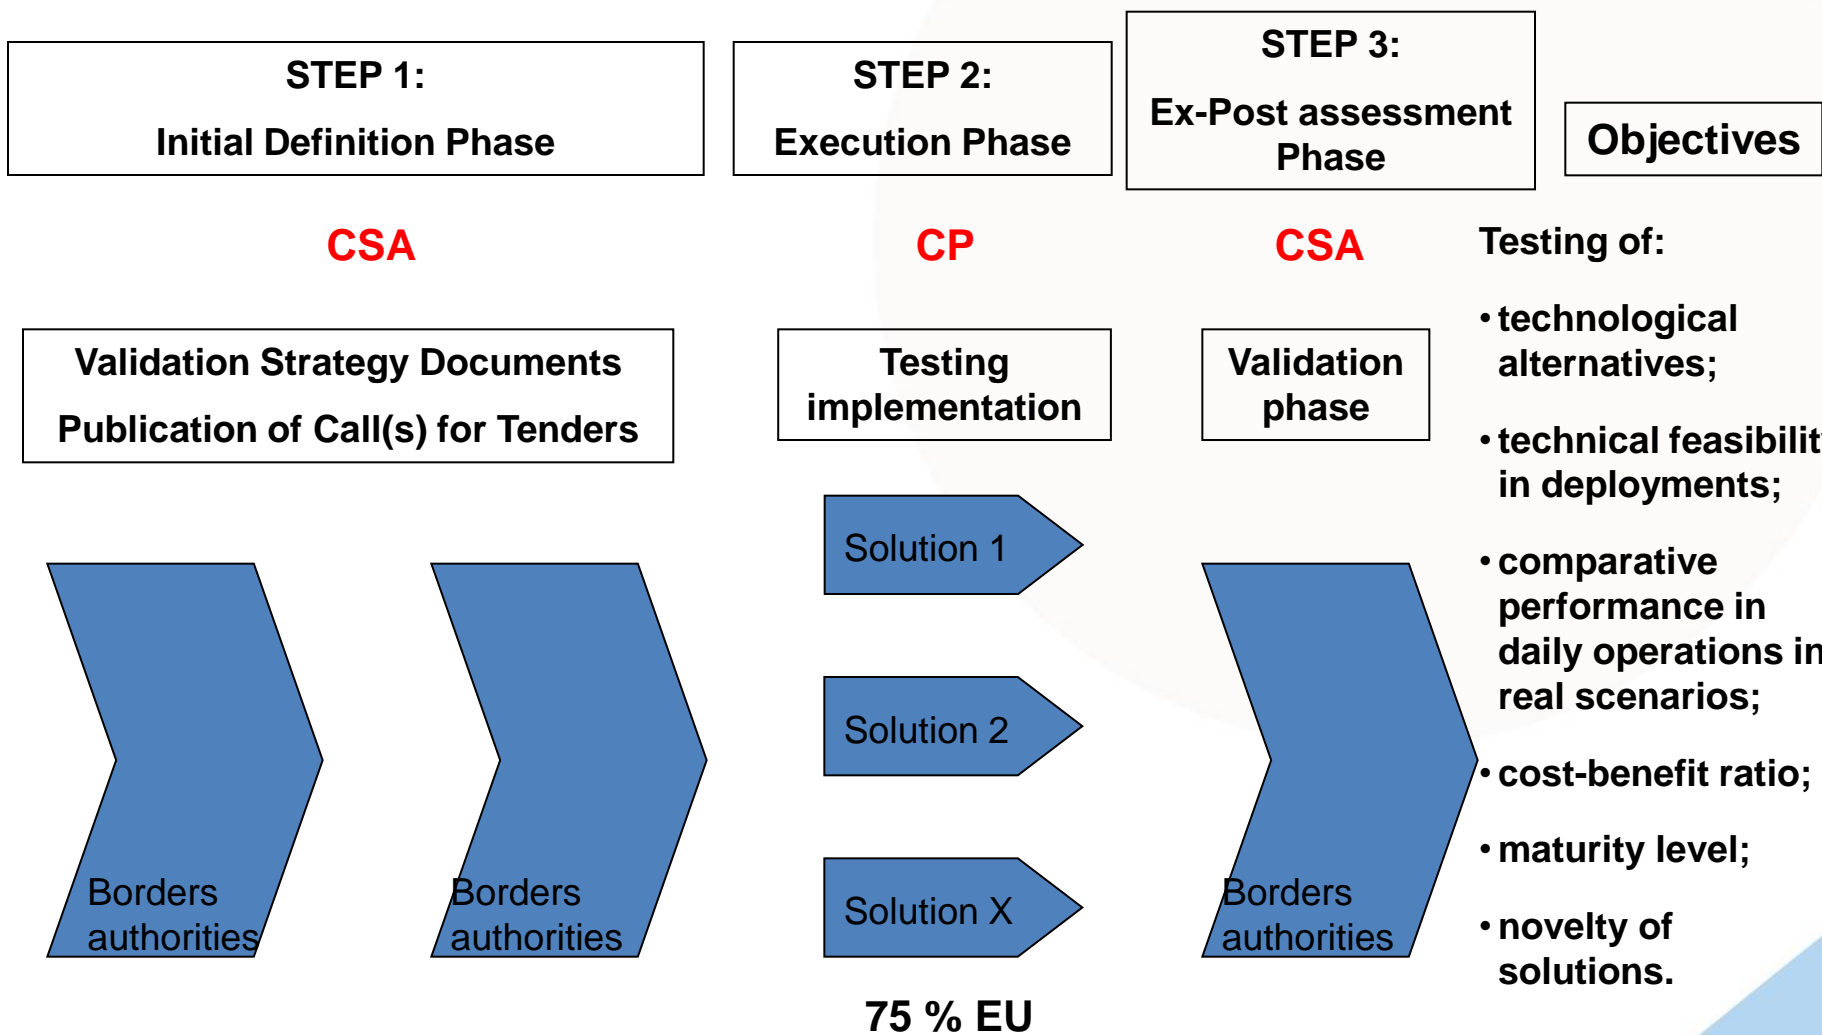 STEP 1:
Initial Definition Phase
STEP 2:
Execution Phase
STEP 3:
Ex-Post assessment
Phase
Objectives
CSA
CP
CSA
Validation Strategy Documents
Publication of Call(s) for Tenders
Testing
implementation
Validation
phase
Borders
authorities
Borders
authorities
Solution 1
Solution 2
Solution X
75 % EU
Borders
authorities
Testing of:
• technological
alternatives;
• technical feasibility
in deployments;
• comparative
performance in
daily operations in
real scenarios;
• cost-benefit ratio;
• maturity level;
• novelty of
solutions.